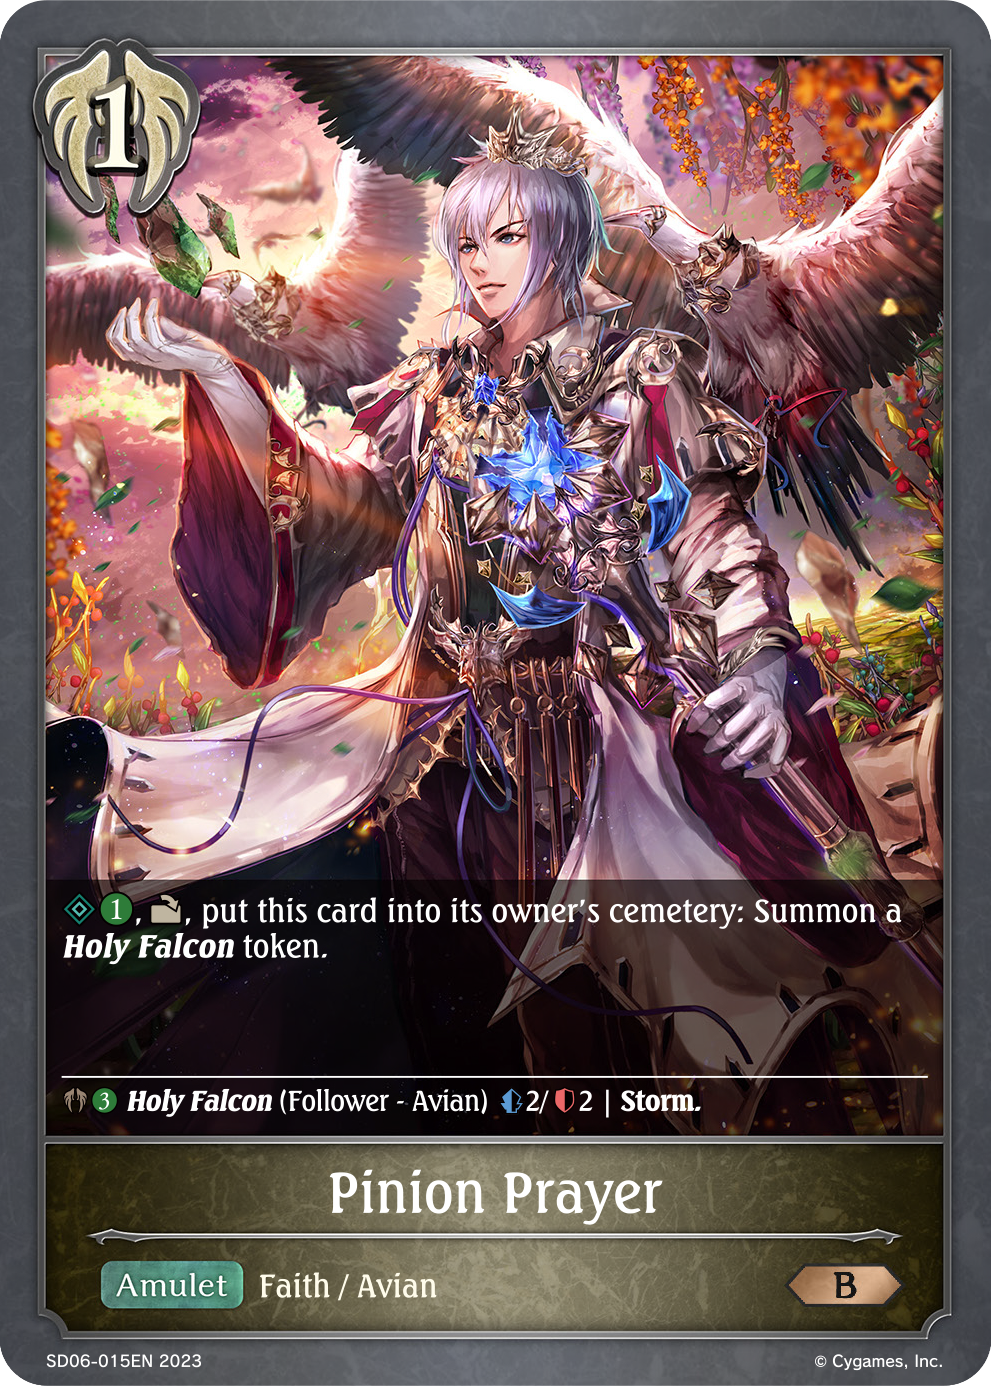 1
1, , put this card into its owner's cemetery: Summon a
Holy Falcon token.
3 Holy Falcon (Follower - Avian) 2/ 2 | Storm.
Pinion Prayer
Amulet Faith / Avian B
SD06-015EN 2023 © Cygames, Inc.